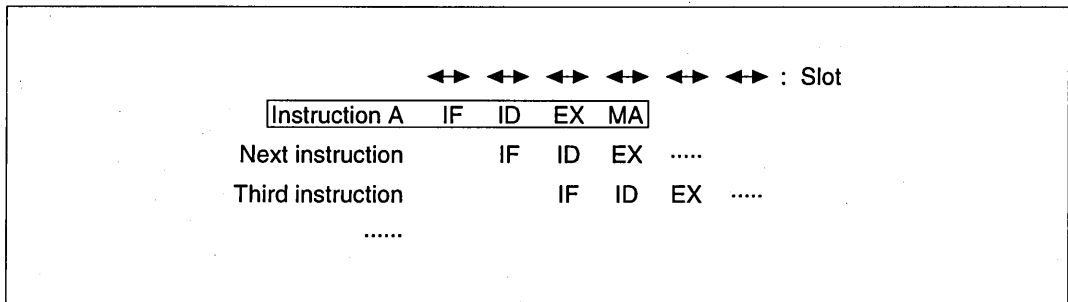 ◄► ◄► ◄► ◄► ◄► ◄► : Slot
Instruction A IF ID EX MA
Next instruction IF ID EX .....
Third instruction IF ID EX .....
......